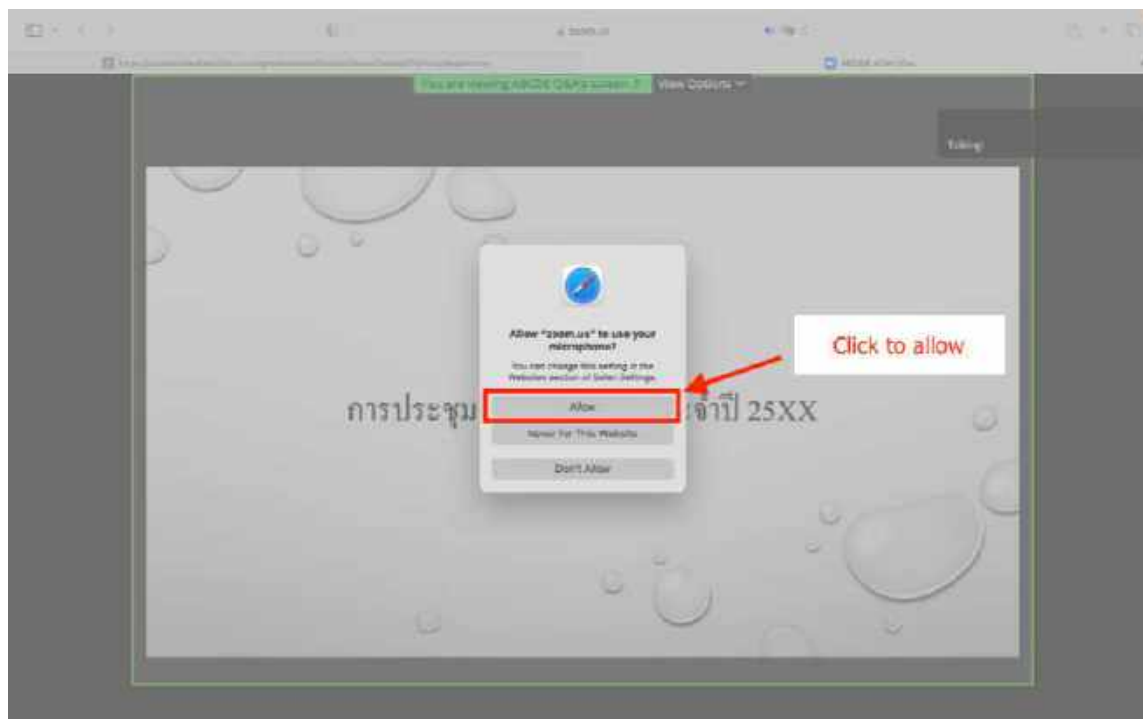 zoom.us
You are viewing ABCDE Q&A's screen
View Options
Talking:
Allow "zoom.us" to use your
microphone?
You can change this setting in the
Websites section of Safari Settings.
Click to allow
Allow
การประชุม
ะจำปี 25XX
Never for This Website
Don't Allow